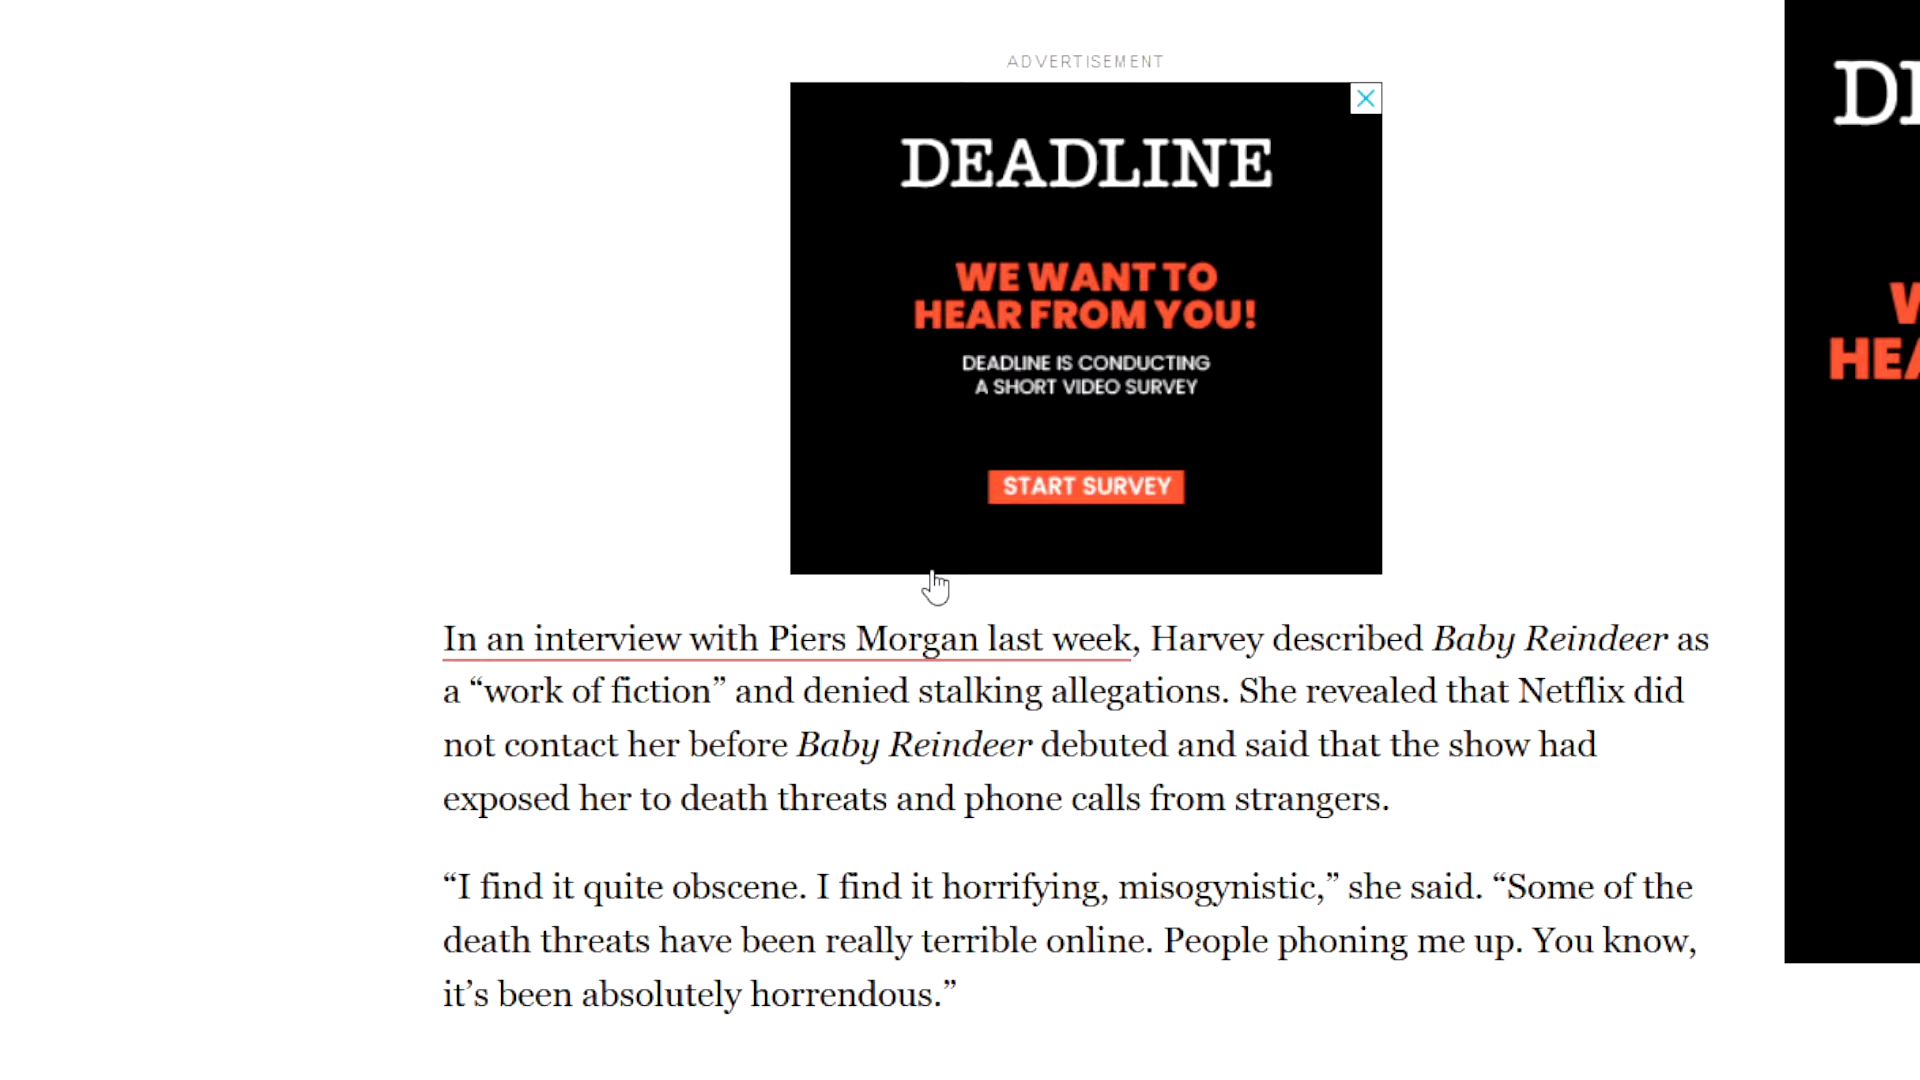 ADVERTISEMENT
DEADLINE
WE WANT TO
HEAR FROM YOU!
DEADLINE IS CONDUCTING
A SHORT VIDEO SURVEY
START SURVEY
In an interview with Piers Morgan last week, Harvey described Baby Reindeer as
a “work of fiction” and denied stalking allegations. She revealed that Netflix did
not contact her before Baby Reindeer debuted and said that the show had
exposed her to death threats and phone calls from strangers.
“I find it quite obscene. I find it horrifying, misogynistic,” she said. “Some of the
death threats have been really terrible online. People phoning me up. You know,
it’s been absolutely horrendous.”